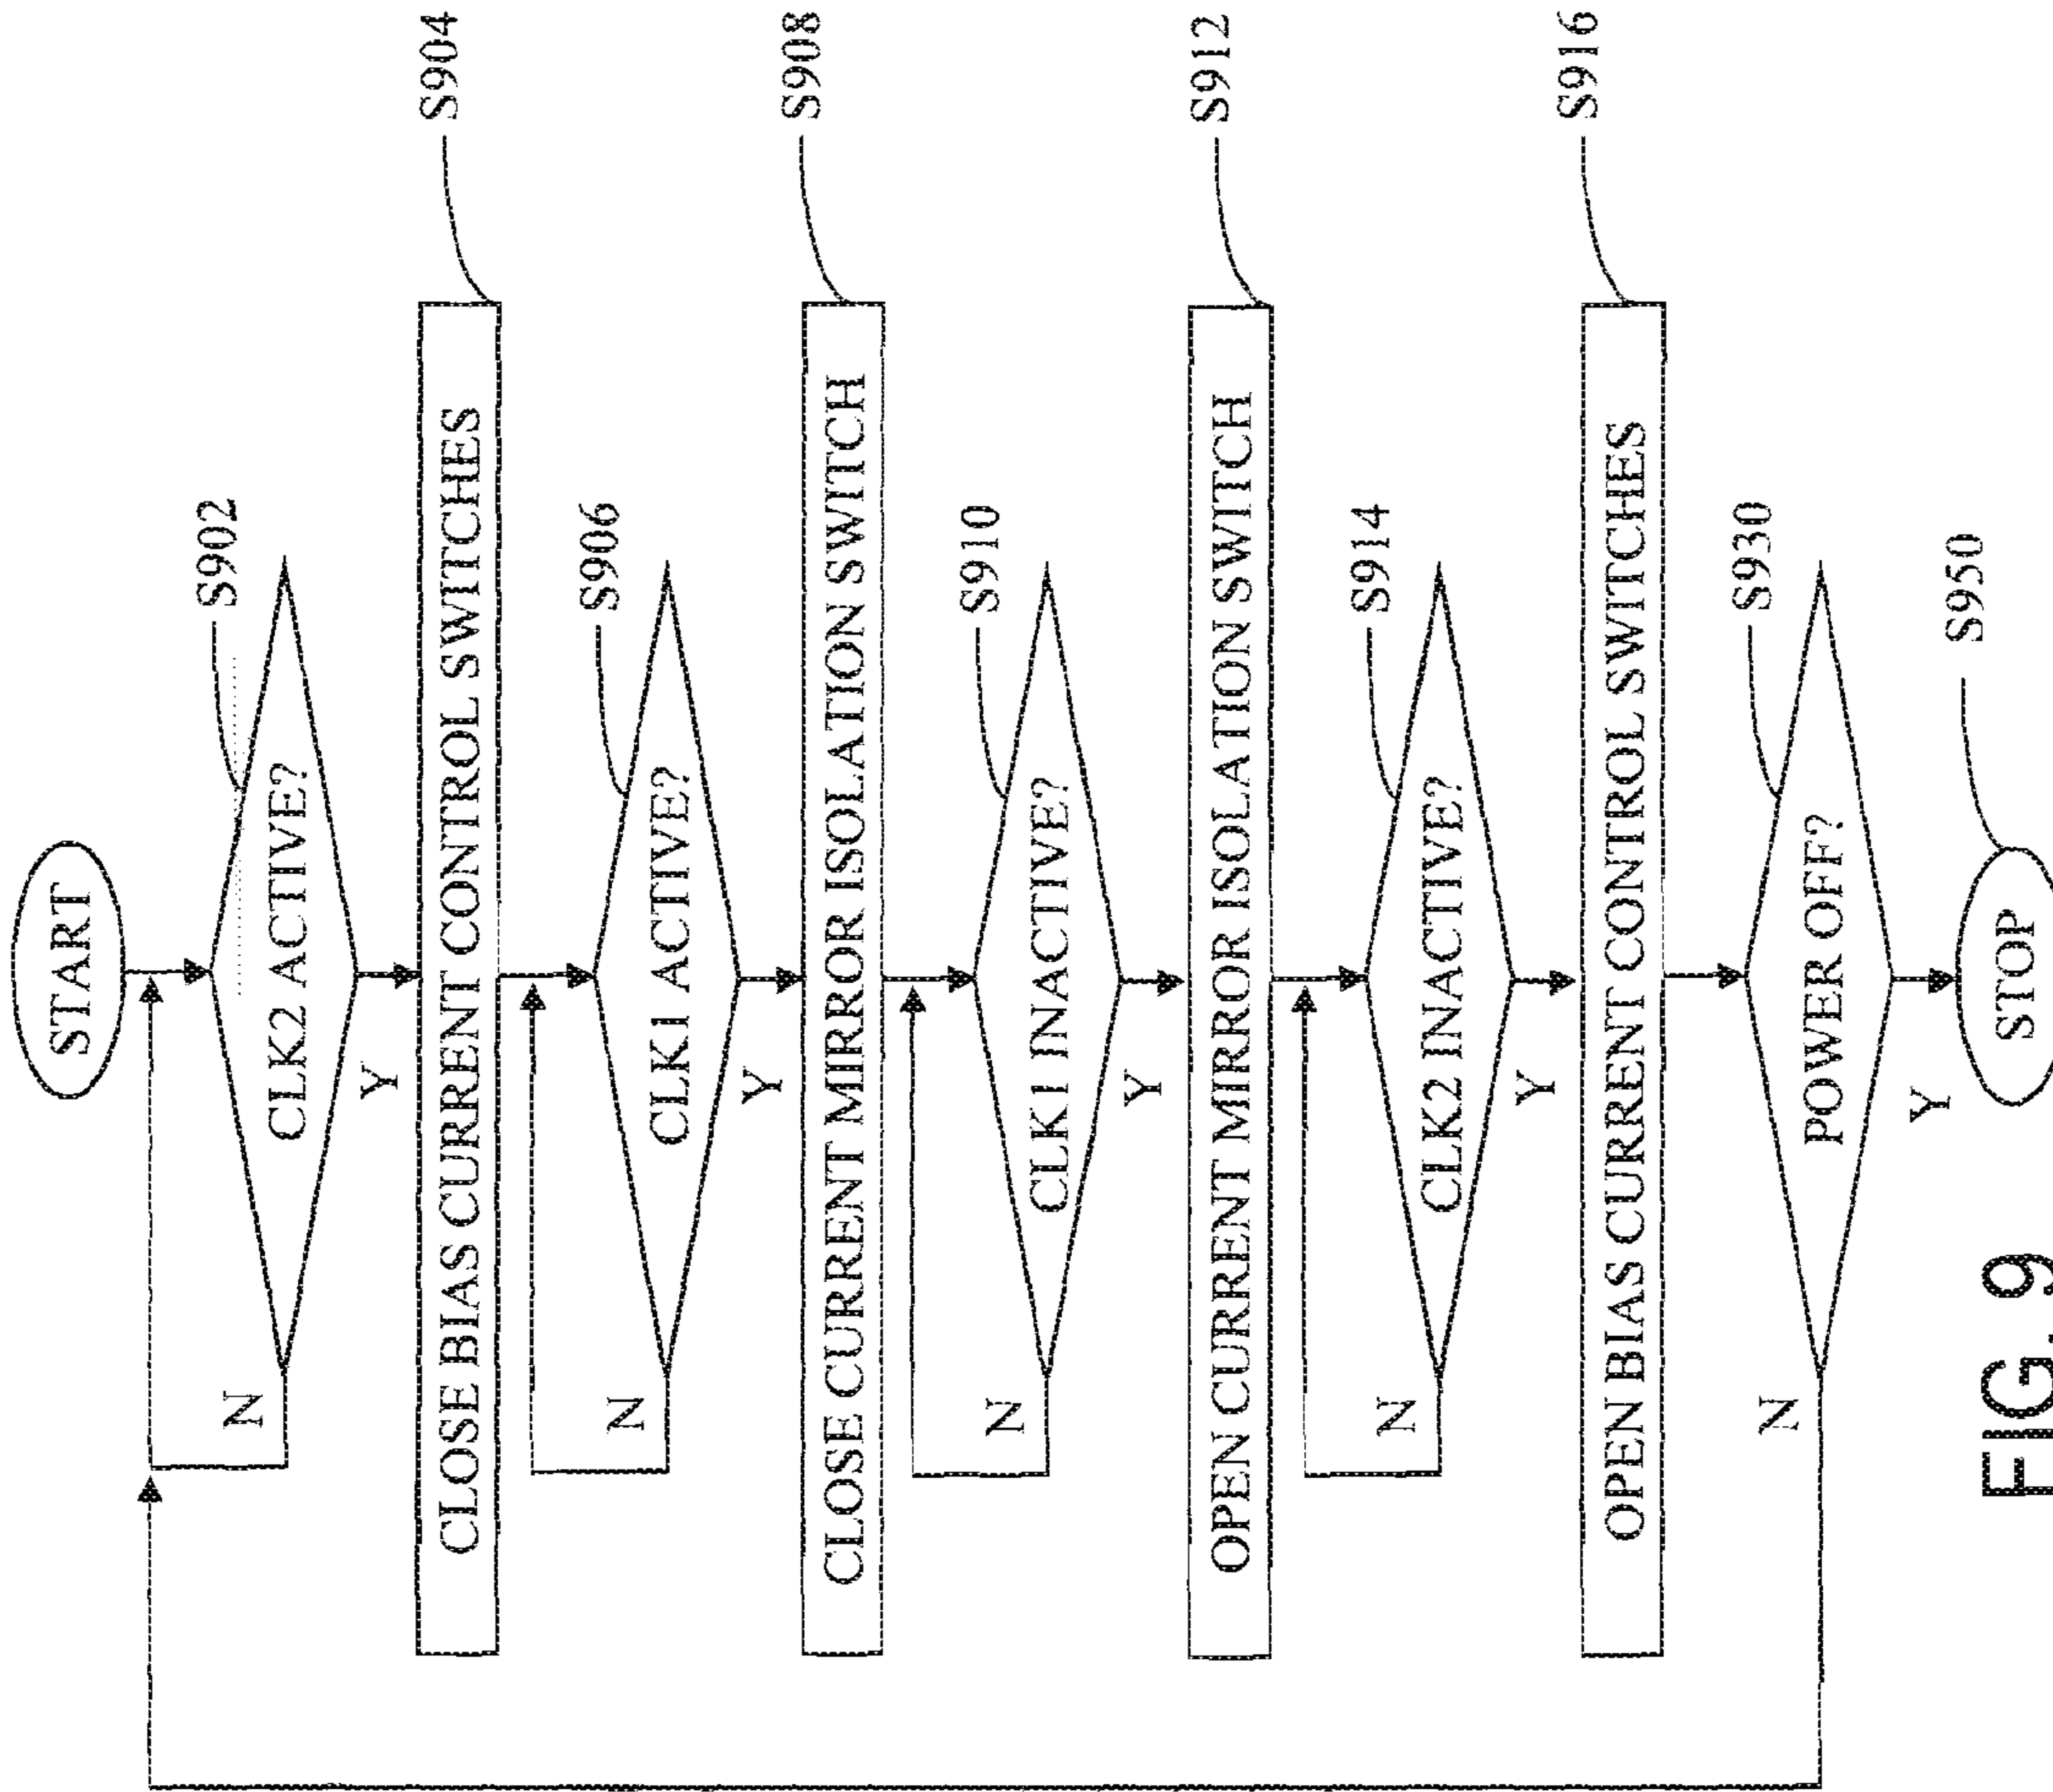 START
S902
CLK2 ACTIVE?
N
Y
S904
CLOSE BIAS CURRENT CONTROL SWITCHES
S906
CLK1 ACTIVE?
N
Y
S908
CLOSE CURRENT MIRROR ISOLATION SWITCH
S910
CLK1 INACTIVE?
N
Y
S912
OPEN CURRENT MIRROR ISOLATION SWITCH
S914
CLK2 INACTIVE?
N
Y
S916
OPEN BIAS CURRENT CONTROL SWITCHES
S930
POWER OFF?
N
Y
S950
STOP
FIG. 9